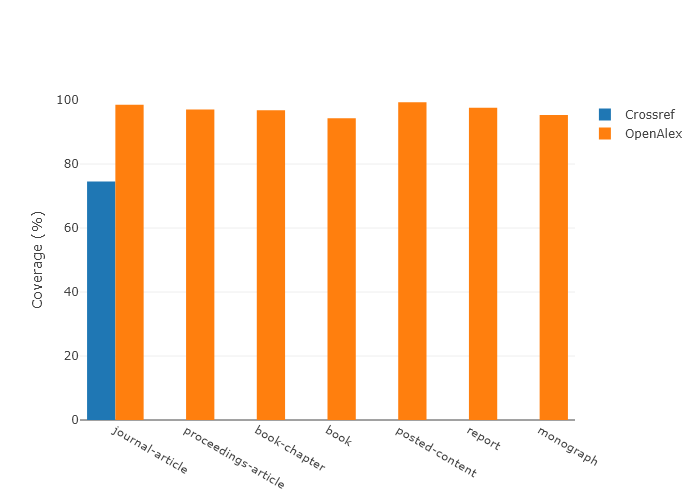 100
80
60
40
20
0
Coverage (%)
journal-article
proceedings-article
book-chapter
book
posted-content
report
monograph
Crossref
OpenAlex